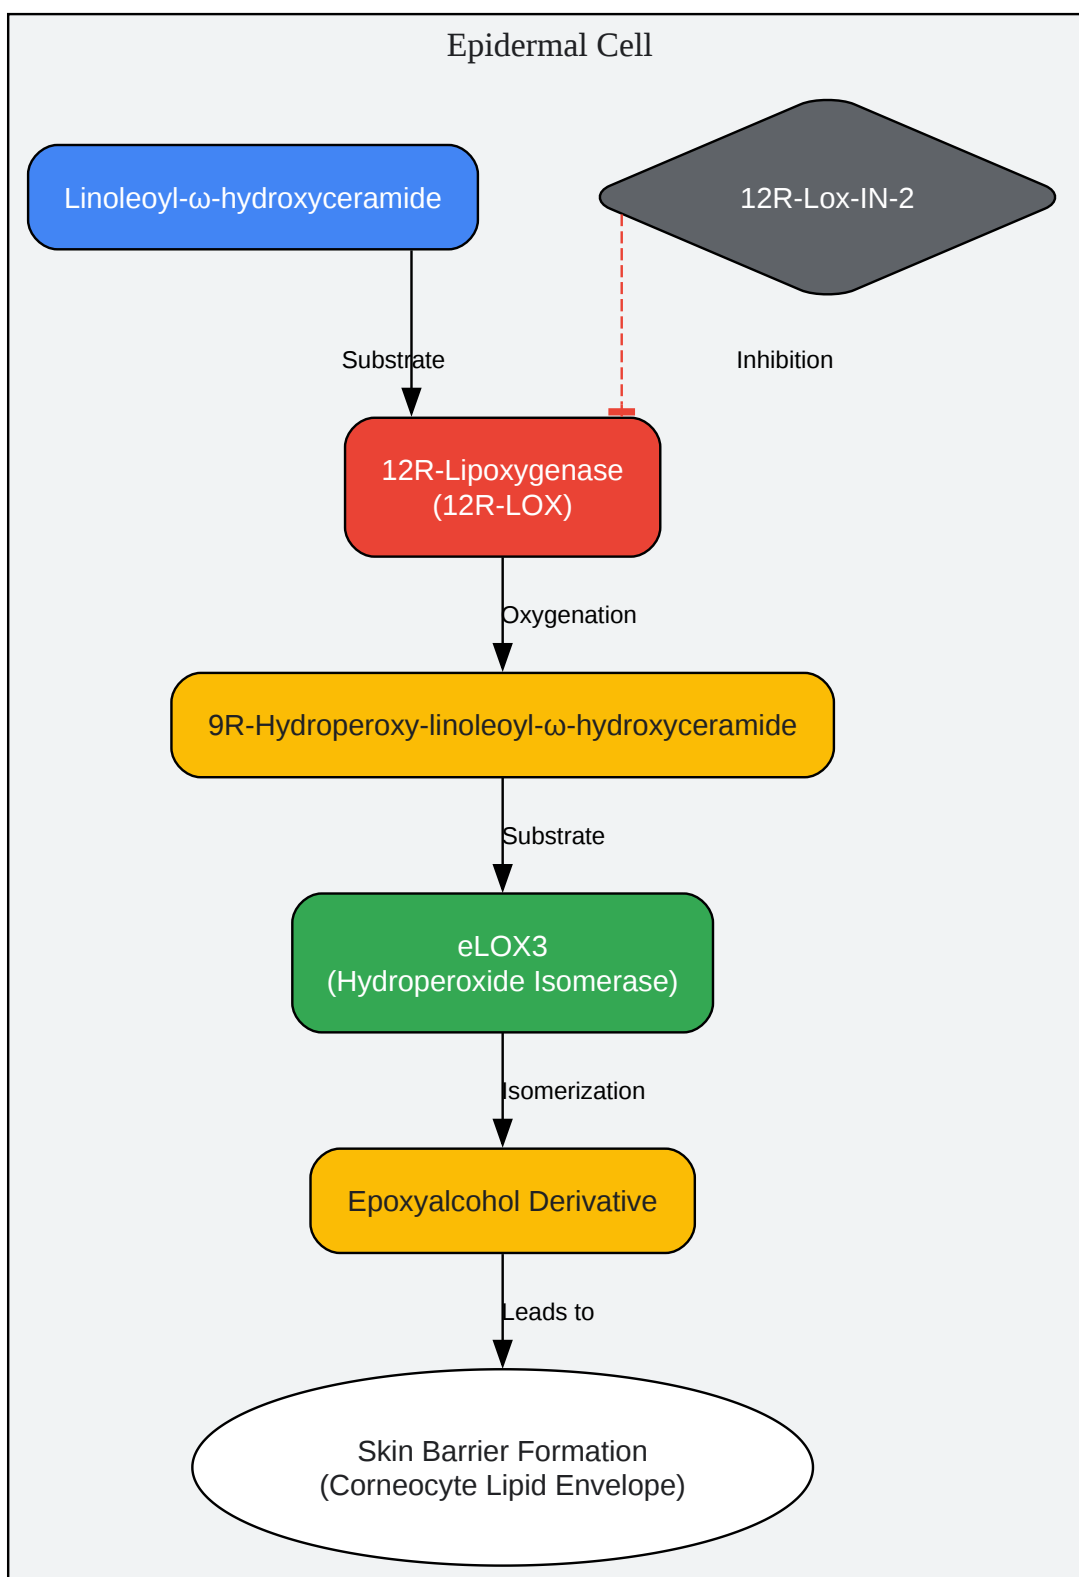 Epidermal Cell
Linoleoyl-ω-hydroxyceramide
12R-Lox-IN-2
Substrate
Inhibition
12R-Lipoxygenase
(12R-LOX)
Oxygenation
9R-Hydroperoxy-linoleoyl-ω-hydroxyceramide
Substrate
eLOX3
(Hydroperoxide Isomerase)
Isomerization
Epoxyalcohol Derivative
Leads to
Skin Barrier Formation
(Corneocyte Lipid Envelope)